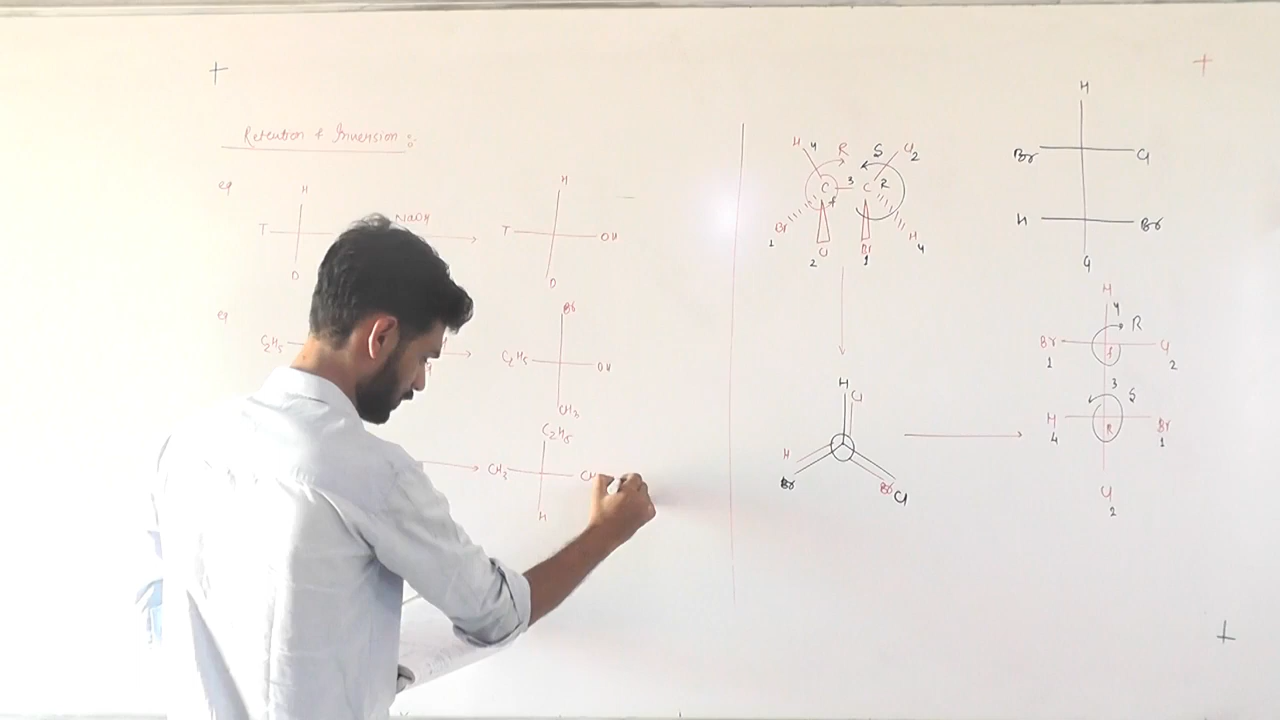 Retention & Inversion :
eg
H
T
D
NaOH
H
T OH
D
eg
C2H5
Br
C2H5 OH
CH3
C2H5
CH3 CH
H
H 4 R S Cl 2
C 3 C R
Br H
1 Cl Br 4
2 1
H Cl
H
Br Br Cl
H
Br Cl
H Br
Cl
H
4 R
Br Cl
1 2
3 S
H R Br
4 1
Cl
2